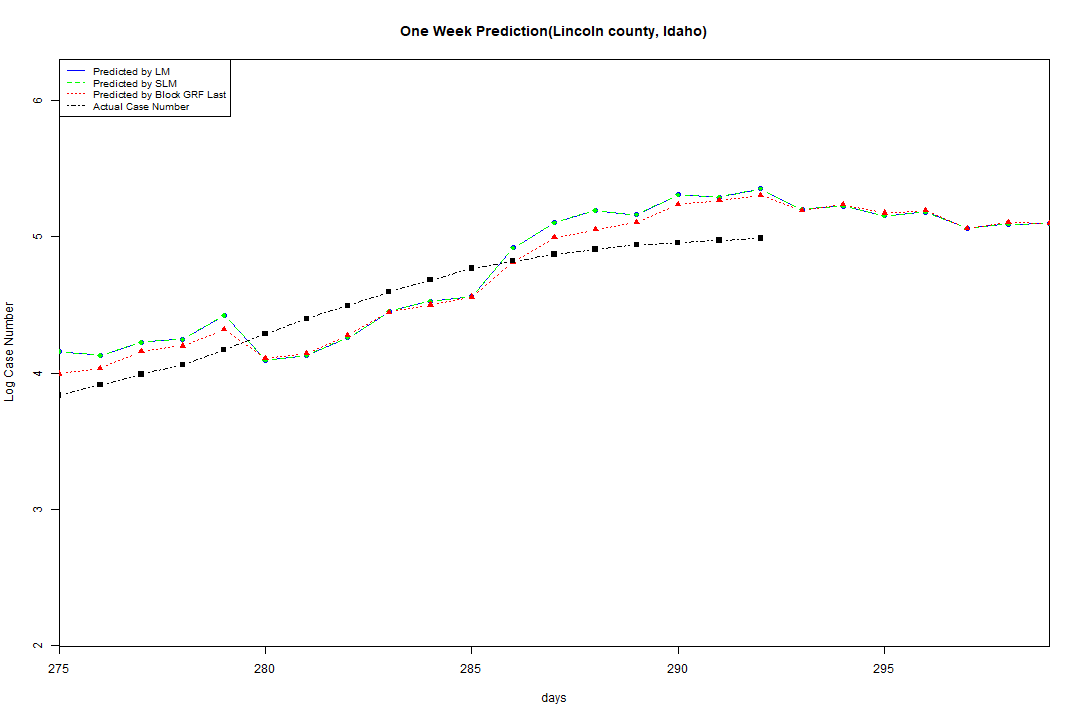 One Week Prediction(Lincoln county, Idaho)
Predicted by LM
Predicted by SLM
Predicted by Block GRF Last
Actual Case Number
6
5
4
3
2
Log Case Number
275
280
285
290
295
days